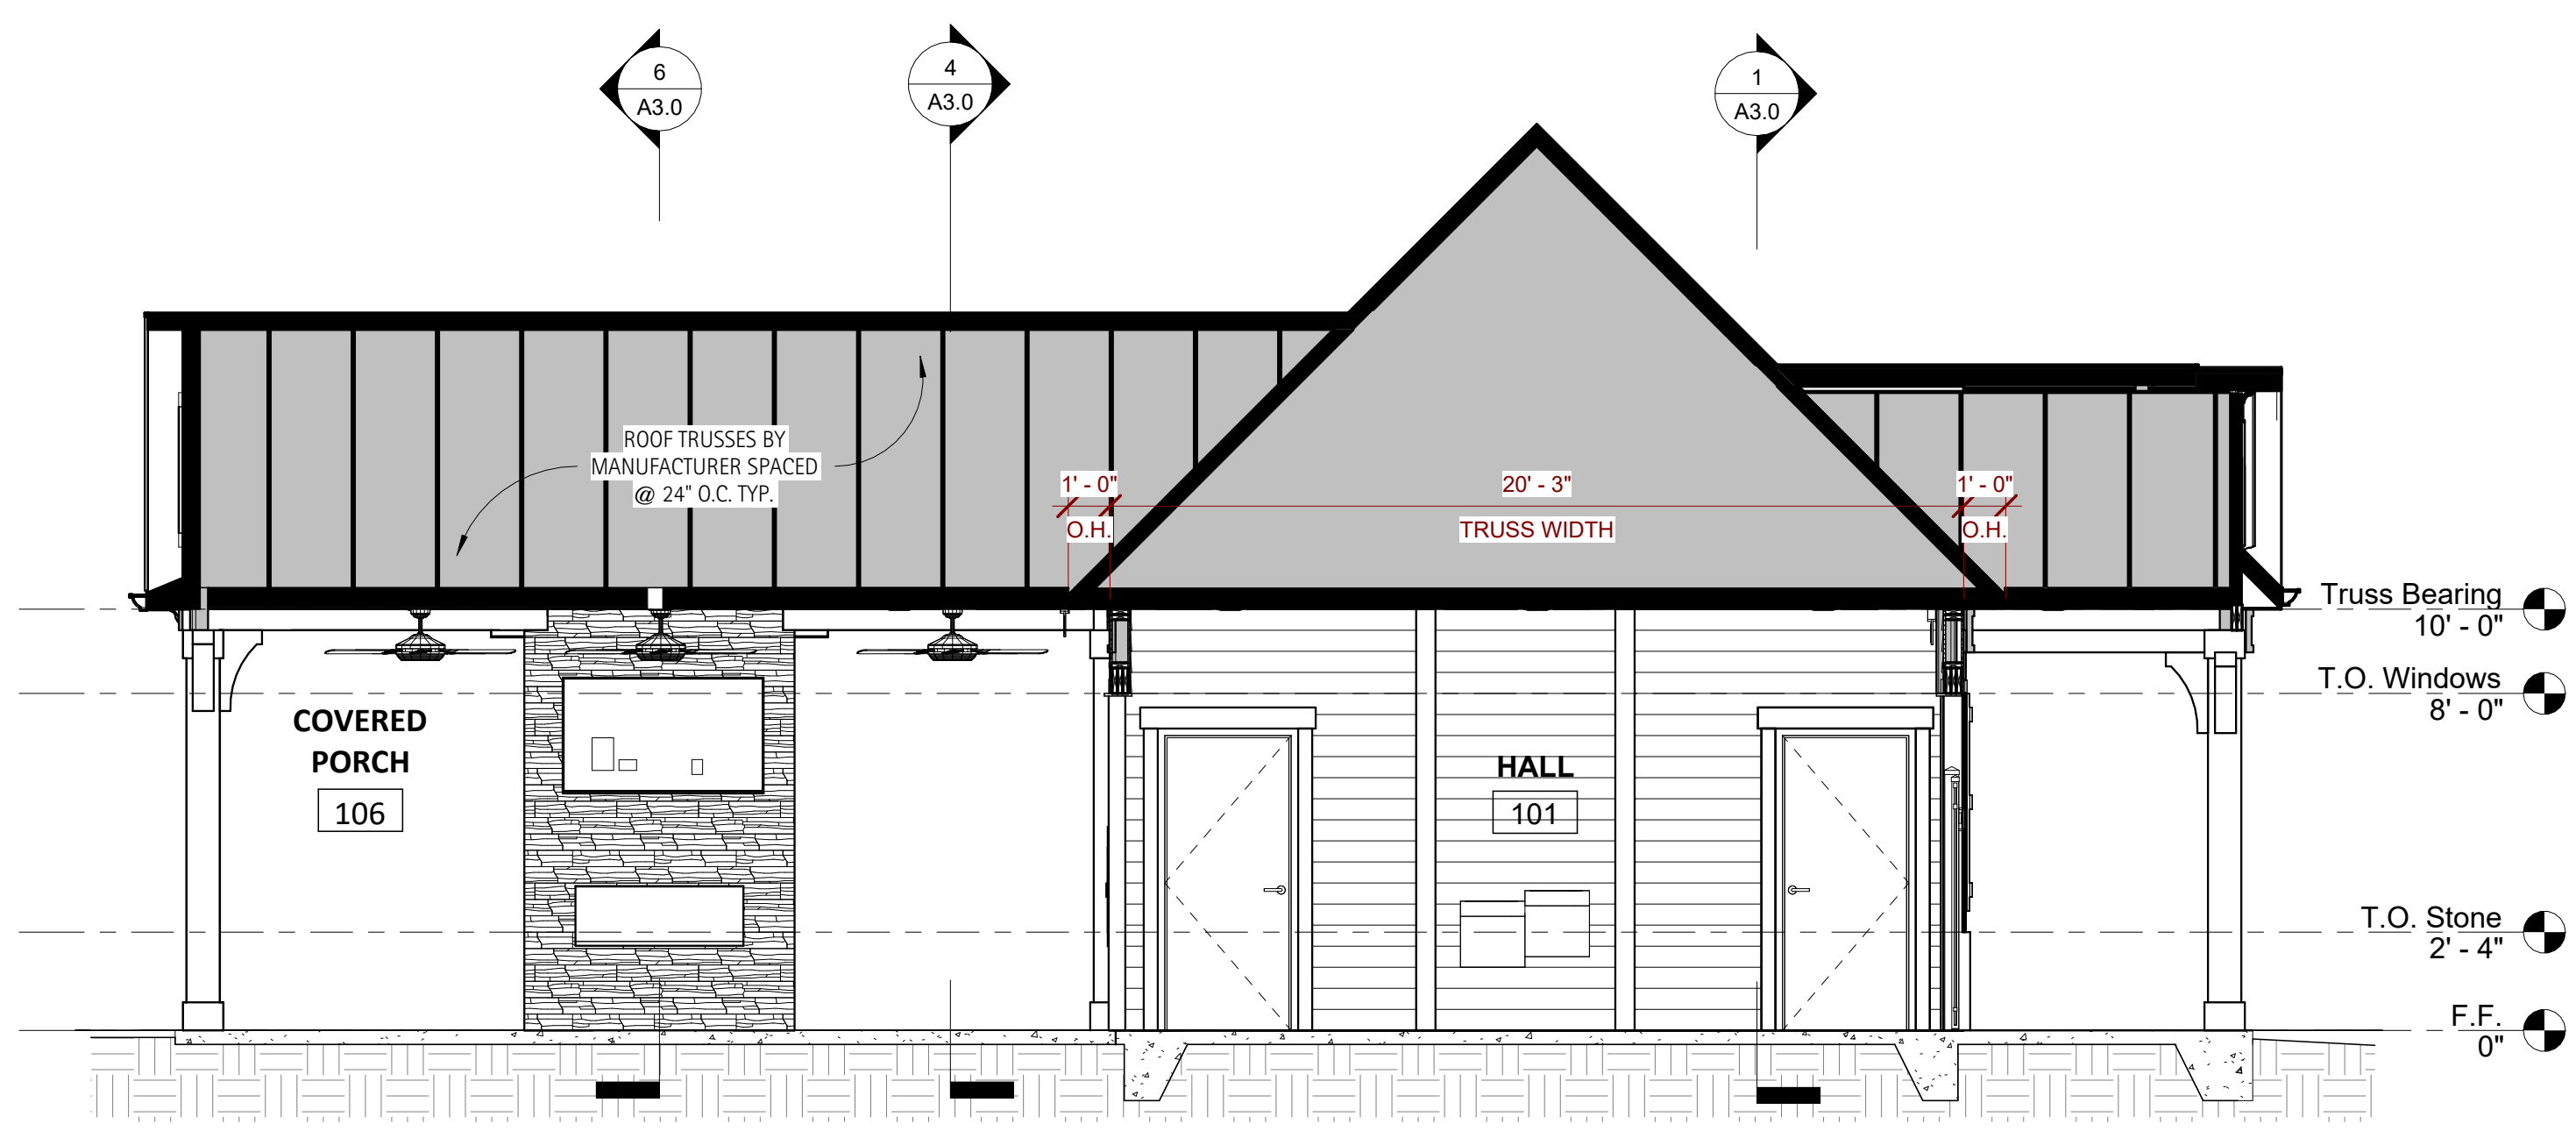 6
A3.0
4
A3.0
1
A3.0
ROOF TRUSSES BY
MANUFACTURER SPACED
@ 24" O.C. TYP.
1' - 0"
O.H.
20' - 3"
TRUSS WIDTH
1' - 0"
O.H.
Truss Bearing
10' - 0"
T.O. Windows
8' - 0"
COVERED
PORCH
106
HALL
101
T.O. Stone
2' - 4"
F.F.
0"